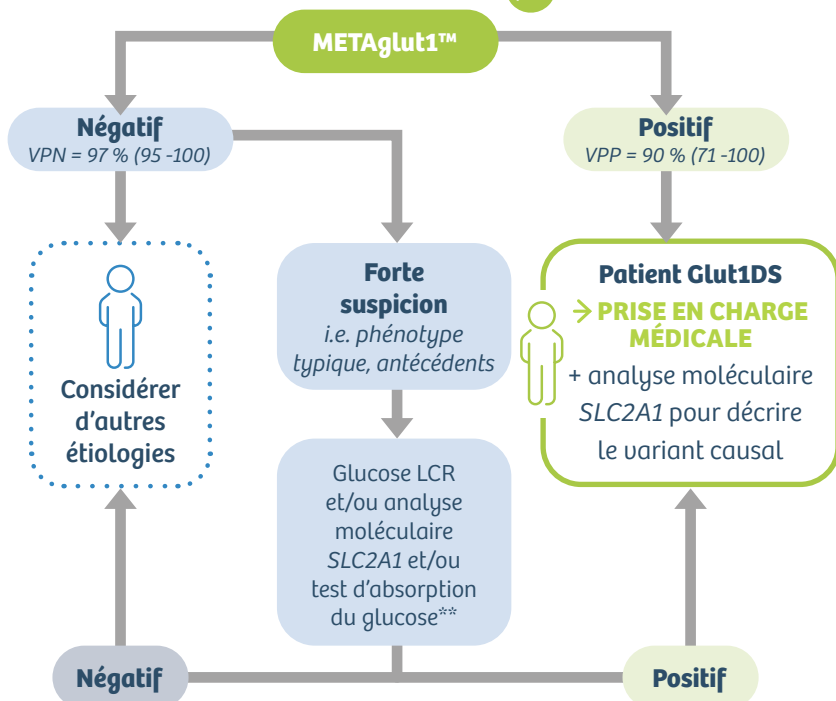 METAglut1™
Négatif
VPN = 97 % (95 -100)
Positif
VPP = 90 % (71 -100)
Considérer
d'autres
étiologies
Forte
suspicion
i.e. phénotype
typique, antécédents
Patient Glut1DS
→ PRISE EN CHARGE
MÉDICALE
+ analyse moléculaire
SLC2A1 pour décrire
le variant causal
Glucose LCR
et/ou analyse
moléculaire
SLC2A1 et/ou
test d'absorption
du glucose**
Négatif
Positif